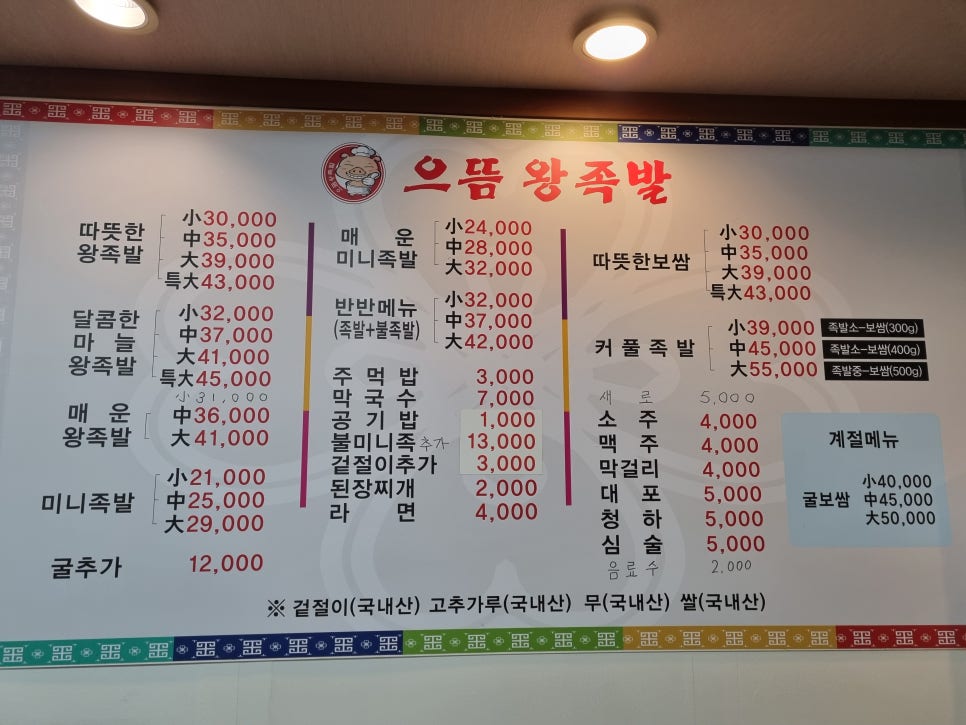 으뜸 왕족발
따뜻한
왕족발
小30,000
中35,000
大39,000
특大43,000
달콤한
마늘
왕족발
小32,000
中37,000
大41,000
특大45,000
매운
왕족발
小31,000
中36,000
大41,000
미니족발
小21,000
中25,000
大29,000
굴추가 12,000
매운
미니족발
小24,000
中28,000
大32,000
반반메뉴
(족발+불족발)
小32,000
中37,000
大42,000
주먹밥 3,000
막국수 7,000
공기밥 1,000
불미니족추가 13,000
겉절이추가 3,000
된장찌개 2,000
라면 4,000
따뜻한보쌈
小30,000
中35,000
大39,000
특大43,000
커풀족발
小39,000 족발소-보쌈(300g)
中45,000 족발소-보쌈(400g)
大55,000 족발중-보쌈(500g)
새로 5,000
소주 4,000
맥주 4,000
막걸리 4,000
대포 5,000
청하 5,000
심술 5,000
음료수 2,000
계절메뉴
굴보쌈
小40,000
中45,000
大50,000
※ 겉절이(국내산) 고추가루(국내산) 무(국내산) 쌀(국내산)